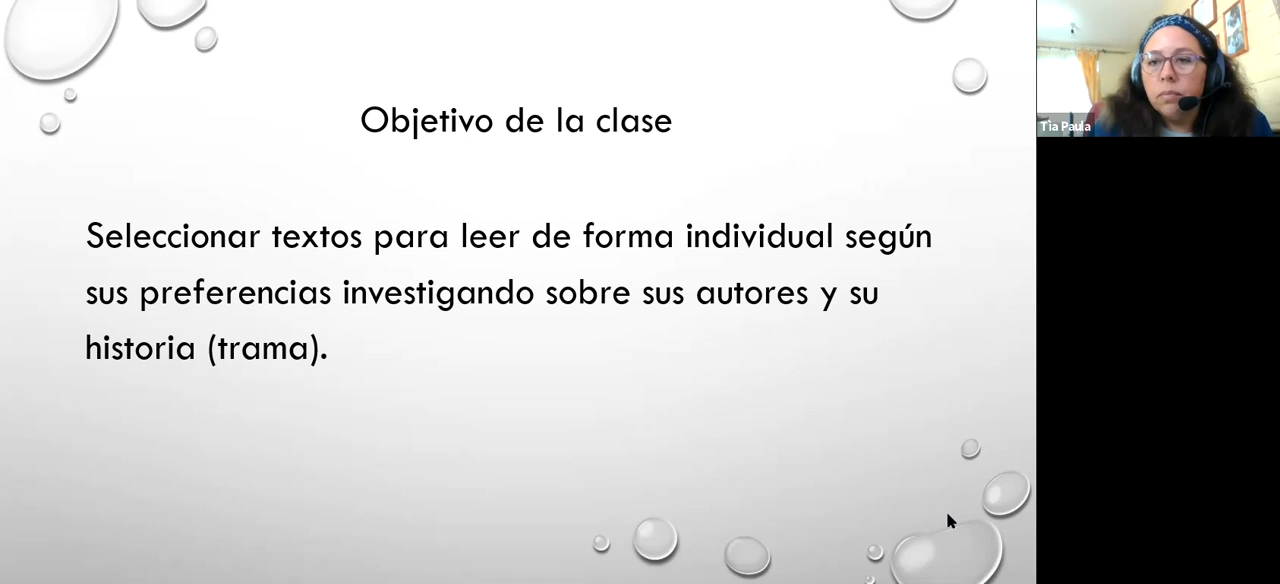 Objetivo de la clase
Seleccionar textos para leer de forma individual según
sus preferencias investigando sobre sus autores y su
historia (trama).
Tía Paula